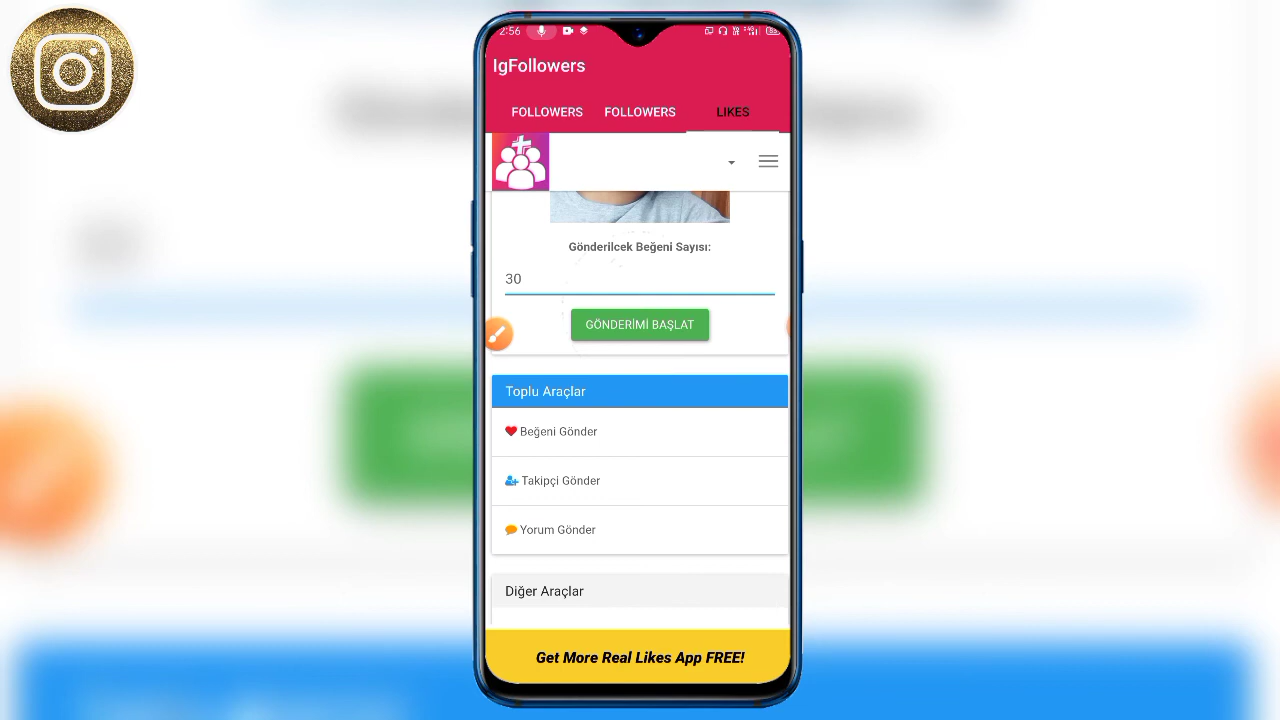 2:56
IgFollowers
FOLLOWERS FOLLOWERS LIKES
Gönderilcek Beğeni Sayısı:
30
GÖNDERİMİ BAŞLAT
Toplu Araçlar
Beğeni Gönder
Takipçi Gönder
Yorum Gönder
Diğer Araçlar
Get More Real Likes App FREE!